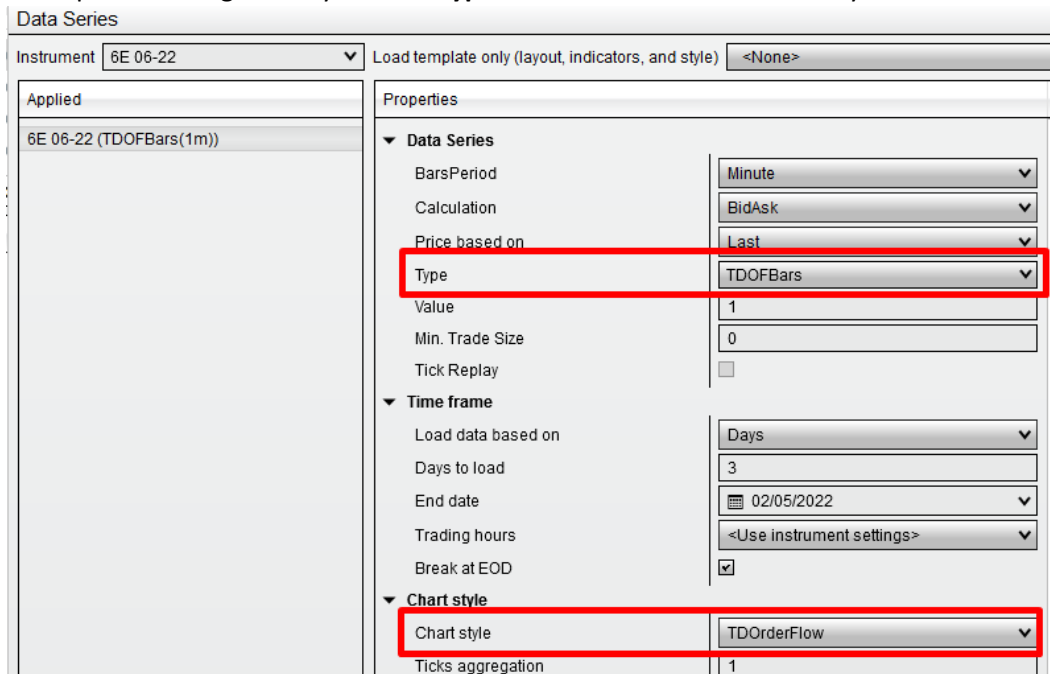 Data Series
Instrument 6E 06-22 Load template only (layout, indicators, and style) <None>
Applied
Properties
6E 06-22 (TDOFBars(1m))
Data Series
BarsPeriod Minute
Calculation BidAsk
Price based on Last
Type TDOFBars
Value 1
Min. Trade Size 0
Tick Replay
Time frame
Load data based on Days
Days to load 3
End date 02/05/2022
Trading hours <Use instrument settings>
Break at EOD
Chart style
Chart style TDOrderFlow
Ticks aggregation 1